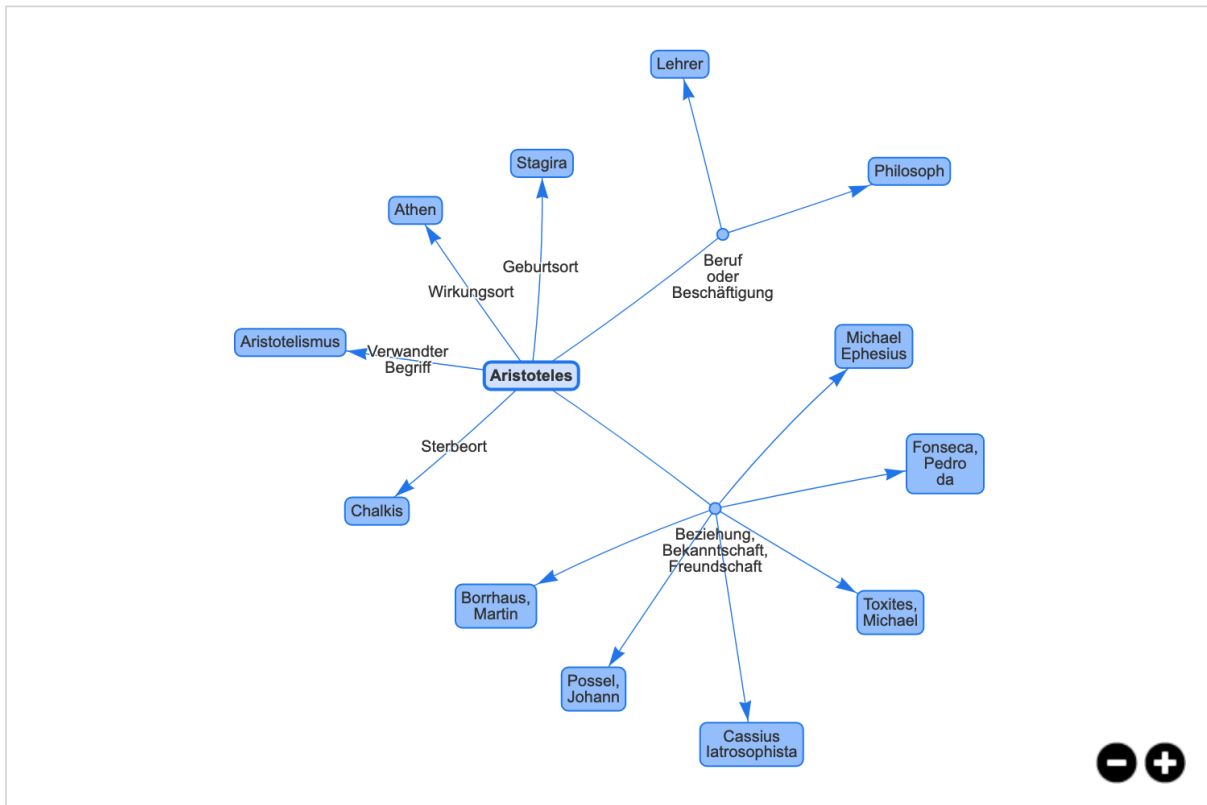 Lehrer
Stagira
Philosoph
Athen
Geburtsort
Beruf
oder
Beschäftigung
Wirkungsort
Aristotelismus
Verwandter
Begriff
Aristoteles
Michael
Ephesius
Sterbeort
Fonseca,
Pedro
da
Chalkis
Beziehung,
Bekanntschaft,
Freundschaft
Borrhaus,
Martin
Toxites,
Michael
Possel,
Johann
Cassius
Iatrosophista